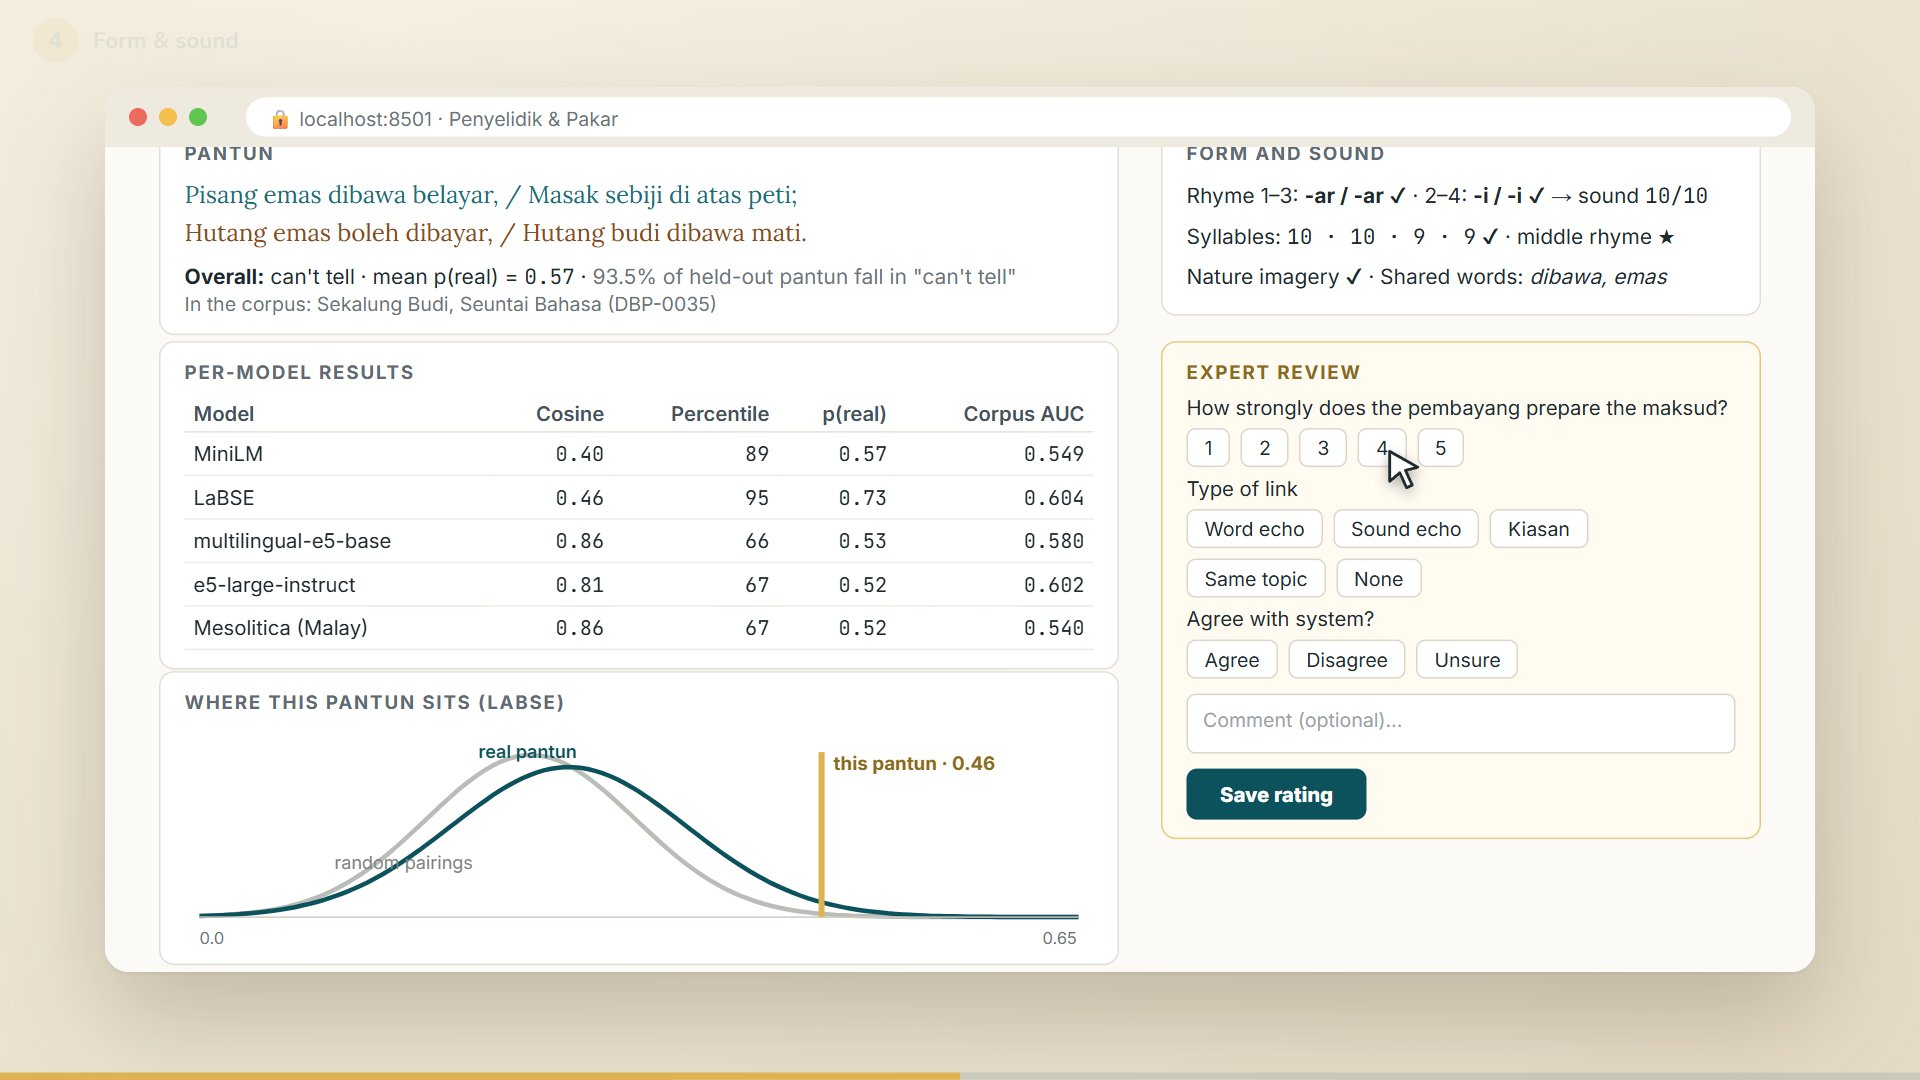 4 Form & sound
localhost:8501 · Penyelidik & Pakar
PANTUN
Pisang emas dibawa belayar, / Masak sebiji di atas peti;
Hutang emas boleh dibayar, / Hutang budi dibawa mati.
Overall: can't tell · mean p(real) = 0.57 · 93.5% of held-out pantun fall in "can't tell"
In the corpus: Sekalung Budi, Seuntai Bahasa (DBP-0035)
PER-MODEL RESULTS
Model Cosine Percentile p(real) Corpus AUC
MiniLM 0.40 89 0.57 0.549
LaBSE 0.46 95 0.73 0.604
multilingual-e5-base 0.86 66 0.53 0.580
e5-large-instruct 0.81 67 0.52 0.602
Mesolitica (Malay) 0.86 67 0.52 0.540
WHERE THIS PANTUN SITS (LABSE)
real pantun
this pantun · 0.46
random pairings
0.0 0.65
FORM AND SOUND
Rhyme 1–3: -ar / -ar ✓ · 2–4: -i / -i ✓ → sound 10/10
Syllables: 10 · 10 · 9 · 9 ✓ · middle rhyme ★
Nature imagery ✓ · Shared words: dibawa, emas
EXPERT REVIEW
How strongly does the pembayang prepare the maksud?
1 2 3 4 5
Type of link
Word echo Sound echo Kiasan
Same topic None
Agree with system?
Agree Disagree Unsure
Comment (optional)...
Save rating